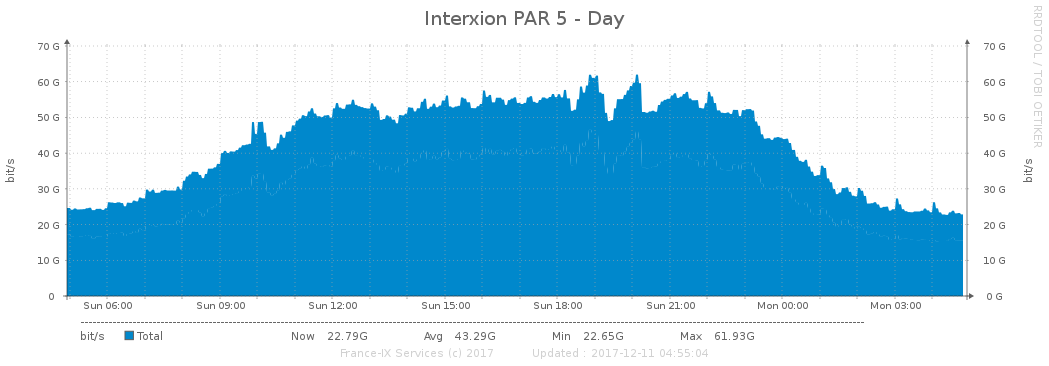 Interxion PAR 5 - Day
RRDTOOL / TOBI OETIKER
bit/s
70 G 70 G
60 G 60 G
50 G 50 G
40 G 40 G
30 G 30 G
20 G 20 G
10 G 10 G
0 0 G
bit/s
Sun 06:00 Sun 09:00 Sun 12:00 Sun 15:00 Sun 18:00 Sun 21:00 Mon 00:00 Mon 03:00
bit/s Total Now 22.79G Avg 43.29G Min 22.65G Max 61.93G
France-IX Services (c) 2017 Updated : 2017-12-11 04:55:04